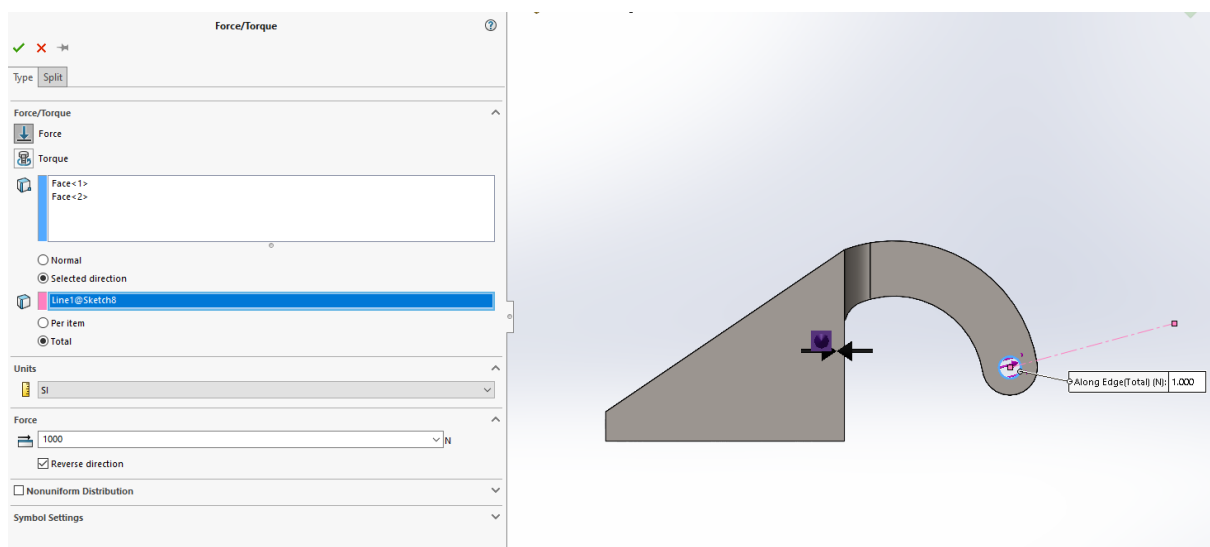 Force/Torque
Type Split
Force/Torque
Force
Torque
Face<1>
Face<2>
Normal
Selected direction
Line1@Sketch8
Per item
Total
Units
SI
Force
1000 N
Reverse direction
Nonuniform Distribution
Symbol Settings
Along Edge(Total) (N): 1.000